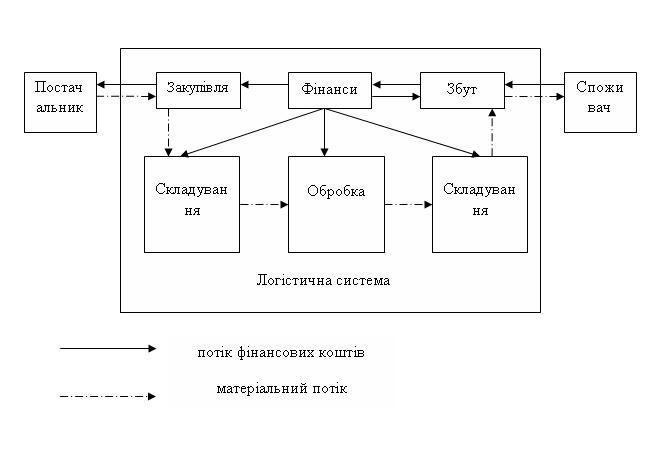 Постач
альник
Закупівля
Фінанси
Збут
Спожи
вач
Складуван
ня
Обробка
Складуван
ня
Логістична система
потік фінансових коштів
матеріальний потік